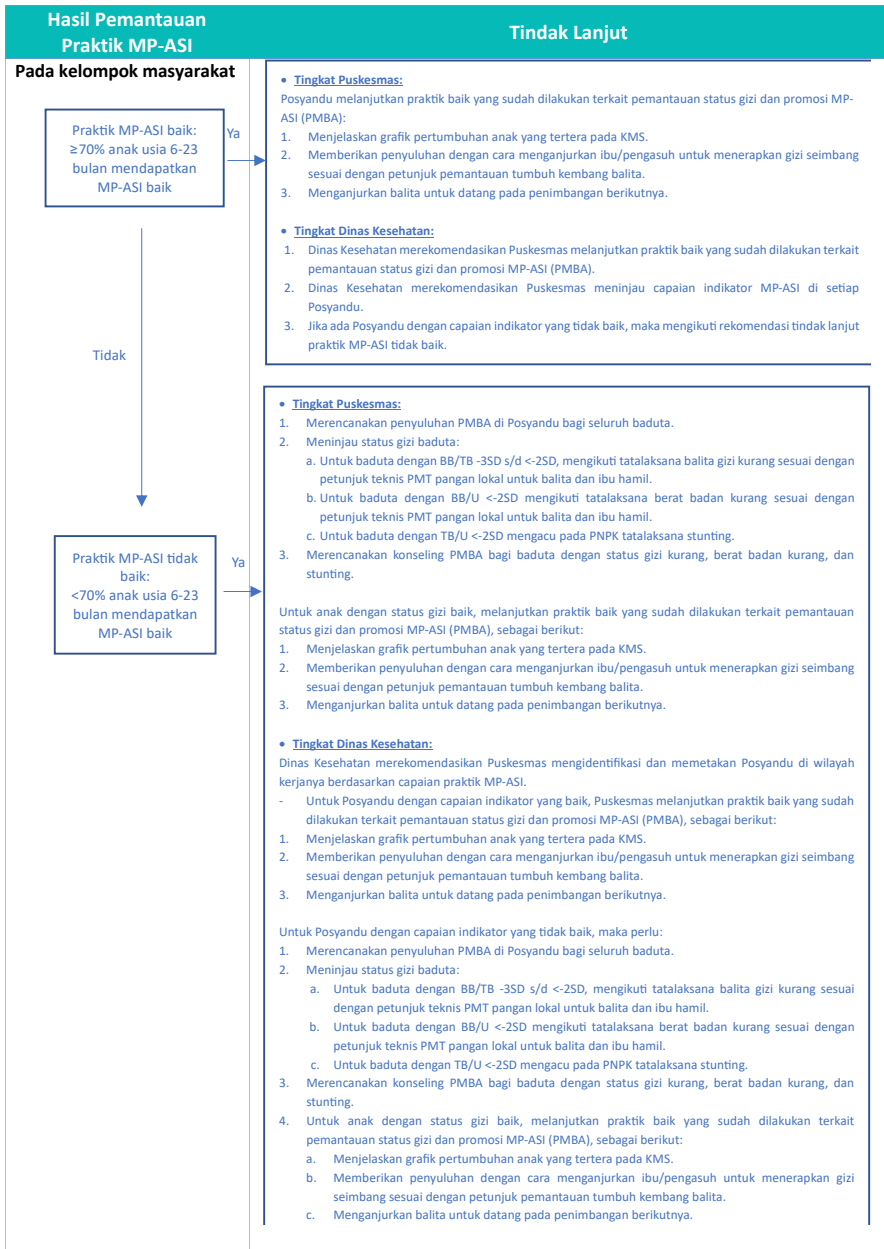 Hasil Pemantauan
Praktik MP-ASI
Tindak Lanjut
Pada kelompok masyarakat
Praktik MP-ASI baik:
≥70% anak usia 6-23
bulan mendapatkan
MP-ASI baik
Ya
Tidak
• Tingkat Puskesmas:
Posyandu melanjutkan praktik baik yang sudah dilakukan terkait pemantauan status gizi dan promosi MP-
ASI (PMBA):
1. Menjelaskan grafik pertumbuhan anak yang tertera pada KMS.
2. Memberikan penyuluhan dengan cara menganjurkan ibu/pengasuh untuk menerapkan gizi seimbang
sesuai dengan petunjuk pemantauan tumbuh kembang balita.
3. Menganjurkan balita untuk datang pada penimbangan berikutnya.
• Tingkat Dinas Kesehatan:
1. Dinas Kesehatan merekomendasikan Puskesmas melanjutkan praktik baik yang sudah dilakukan terkait
pemantauan status gizi dan promosi MP-ASI (PMBA).
2. Dinas Kesehatan merekomendasikan Puskesmas meninjau capaian indikator MP-ASI di setiap
Posyandu.
3. Jika ada Posyandu dengan capaian indikator yang tidak baik, maka mengikuti rekomendasi tindak lanjut
praktik MP-ASI tidak baik.
Praktik MP-ASI tidak
baik:
<70% anak usia 6-23
bulan mendapatkan
MP-ASI baik
Ya
• Tingkat Puskesmas:
1. Merencanakan penyuluhan PMBA di Posyandu bagi seluruh baduta.
2. Meninjau status gizi baduta:
a. Untuk baduta dengan BB/TB -3SD s/d <-2SD, mengikuti tatalaksana balita gizi kurang sesuai dengan
petunjuk teknis PMT pangan lokal untuk balita dan ibu hamil.
b. Untuk baduta dengan BB/U <-2SD mengikuti tatalaksana berat badan kurang sesuai dengan
petunjuk teknis PMT pangan lokal untuk balita dan ibu hamil.
c. Untuk baduta dengan TB/U <-2SD mengacu pada PNPK tatalaksana stunting.
3. Merencanakan konseling PMBA bagi baduta dengan status gizi kurang, berat badan kurang, dan
stunting.
Untuk anak dengan status gizi baik, melanjutkan praktik baik yang sudah dilakukan terkait pemantauan
status gizi dan promosi MP-ASI (PMBA), sebagai berikut:
1. Menjelaskan grafik pertumbuhan anak yang tertera pada KMS.
2. Memberikan penyuluhan dengan cara menganjurkan ibu/pengasuh untuk menerapkan gizi seimbang
sesuai dengan petunjuk pemantauan tumbuh kembang balita.
3. Menganjurkan balita untuk datang pada penimbangan berikutnya.
• Tingkat Dinas Kesehatan:
Dinas Kesehatan merekomendasikan Puskesmas mengidentifikasi dan memetakan Posyandu di wilayah
kerjanya berdasarkan capaian praktik MP-ASI.
- Untuk Posyandu dengan capaian indikator yang baik, Puskesmas melanjutkan praktik baik yang sudah
dilakukan terkait pemantauan status gizi dan promosi MP-ASI (PMBA), sebagai berikut:
1. Menjelaskan grafik pertumbuhan anak yang tertera pada KMS.
2. Memberikan penyuluhan dengan cara menganjurkan ibu/pengasuh untuk menerapkan gizi seimbang
sesuai dengan petunjuk pemantauan tumbuh kembang balita.
3. Menganjurkan balita untuk datang pada penimbangan berikutnya.
Untuk Posyandu dengan capaian indikator yang tidak baik, maka perlu:
1. Merencanakan penyuluhan PMBA di Posyandu bagi seluruh baduta.
2. Meninjau status gizi baduta:
a. Untuk baduta dengan BB/TB -3SD s/d <-2SD, mengikuti tatalaksana balita gizi kurang sesuai
dengan petunjuk teknis PMT pangan lokal untuk balita dan ibu hamil.
b. Untuk baduta dengan BB/U <-2SD mengikuti tatalaksana berat badan kurang sesuai dengan
petunjuk teknis PMT pangan lokal untuk balita dan ibu hamil.
c. Untuk baduta dengan TB/U <-2SD mengacu pada PNPK tatalaksana stunting.
3. Merencanakan konseling PMBA bagi baduta dengan status gizi kurang, berat badan kurang, dan
stunting.
4. Untuk anak dengan status gizi baik, melanjutkan praktik baik yang sudah dilakukan terkait
pemantauan status gizi dan promosi MP-ASI (PMBA), sebagai berikut:
a. Menjelaskan grafik pertumbuhan anak yang tertera pada KMS.
b. Memberikan penyuluhan dengan cara menganjurkan ibu/pengasuh untuk menerapkan gizi
seimbang sesuai dengan petunjuk pemantauan tumbuh kembang balita.
c. Menganjurkan balita untuk datang pada penimbangan berikutnya.